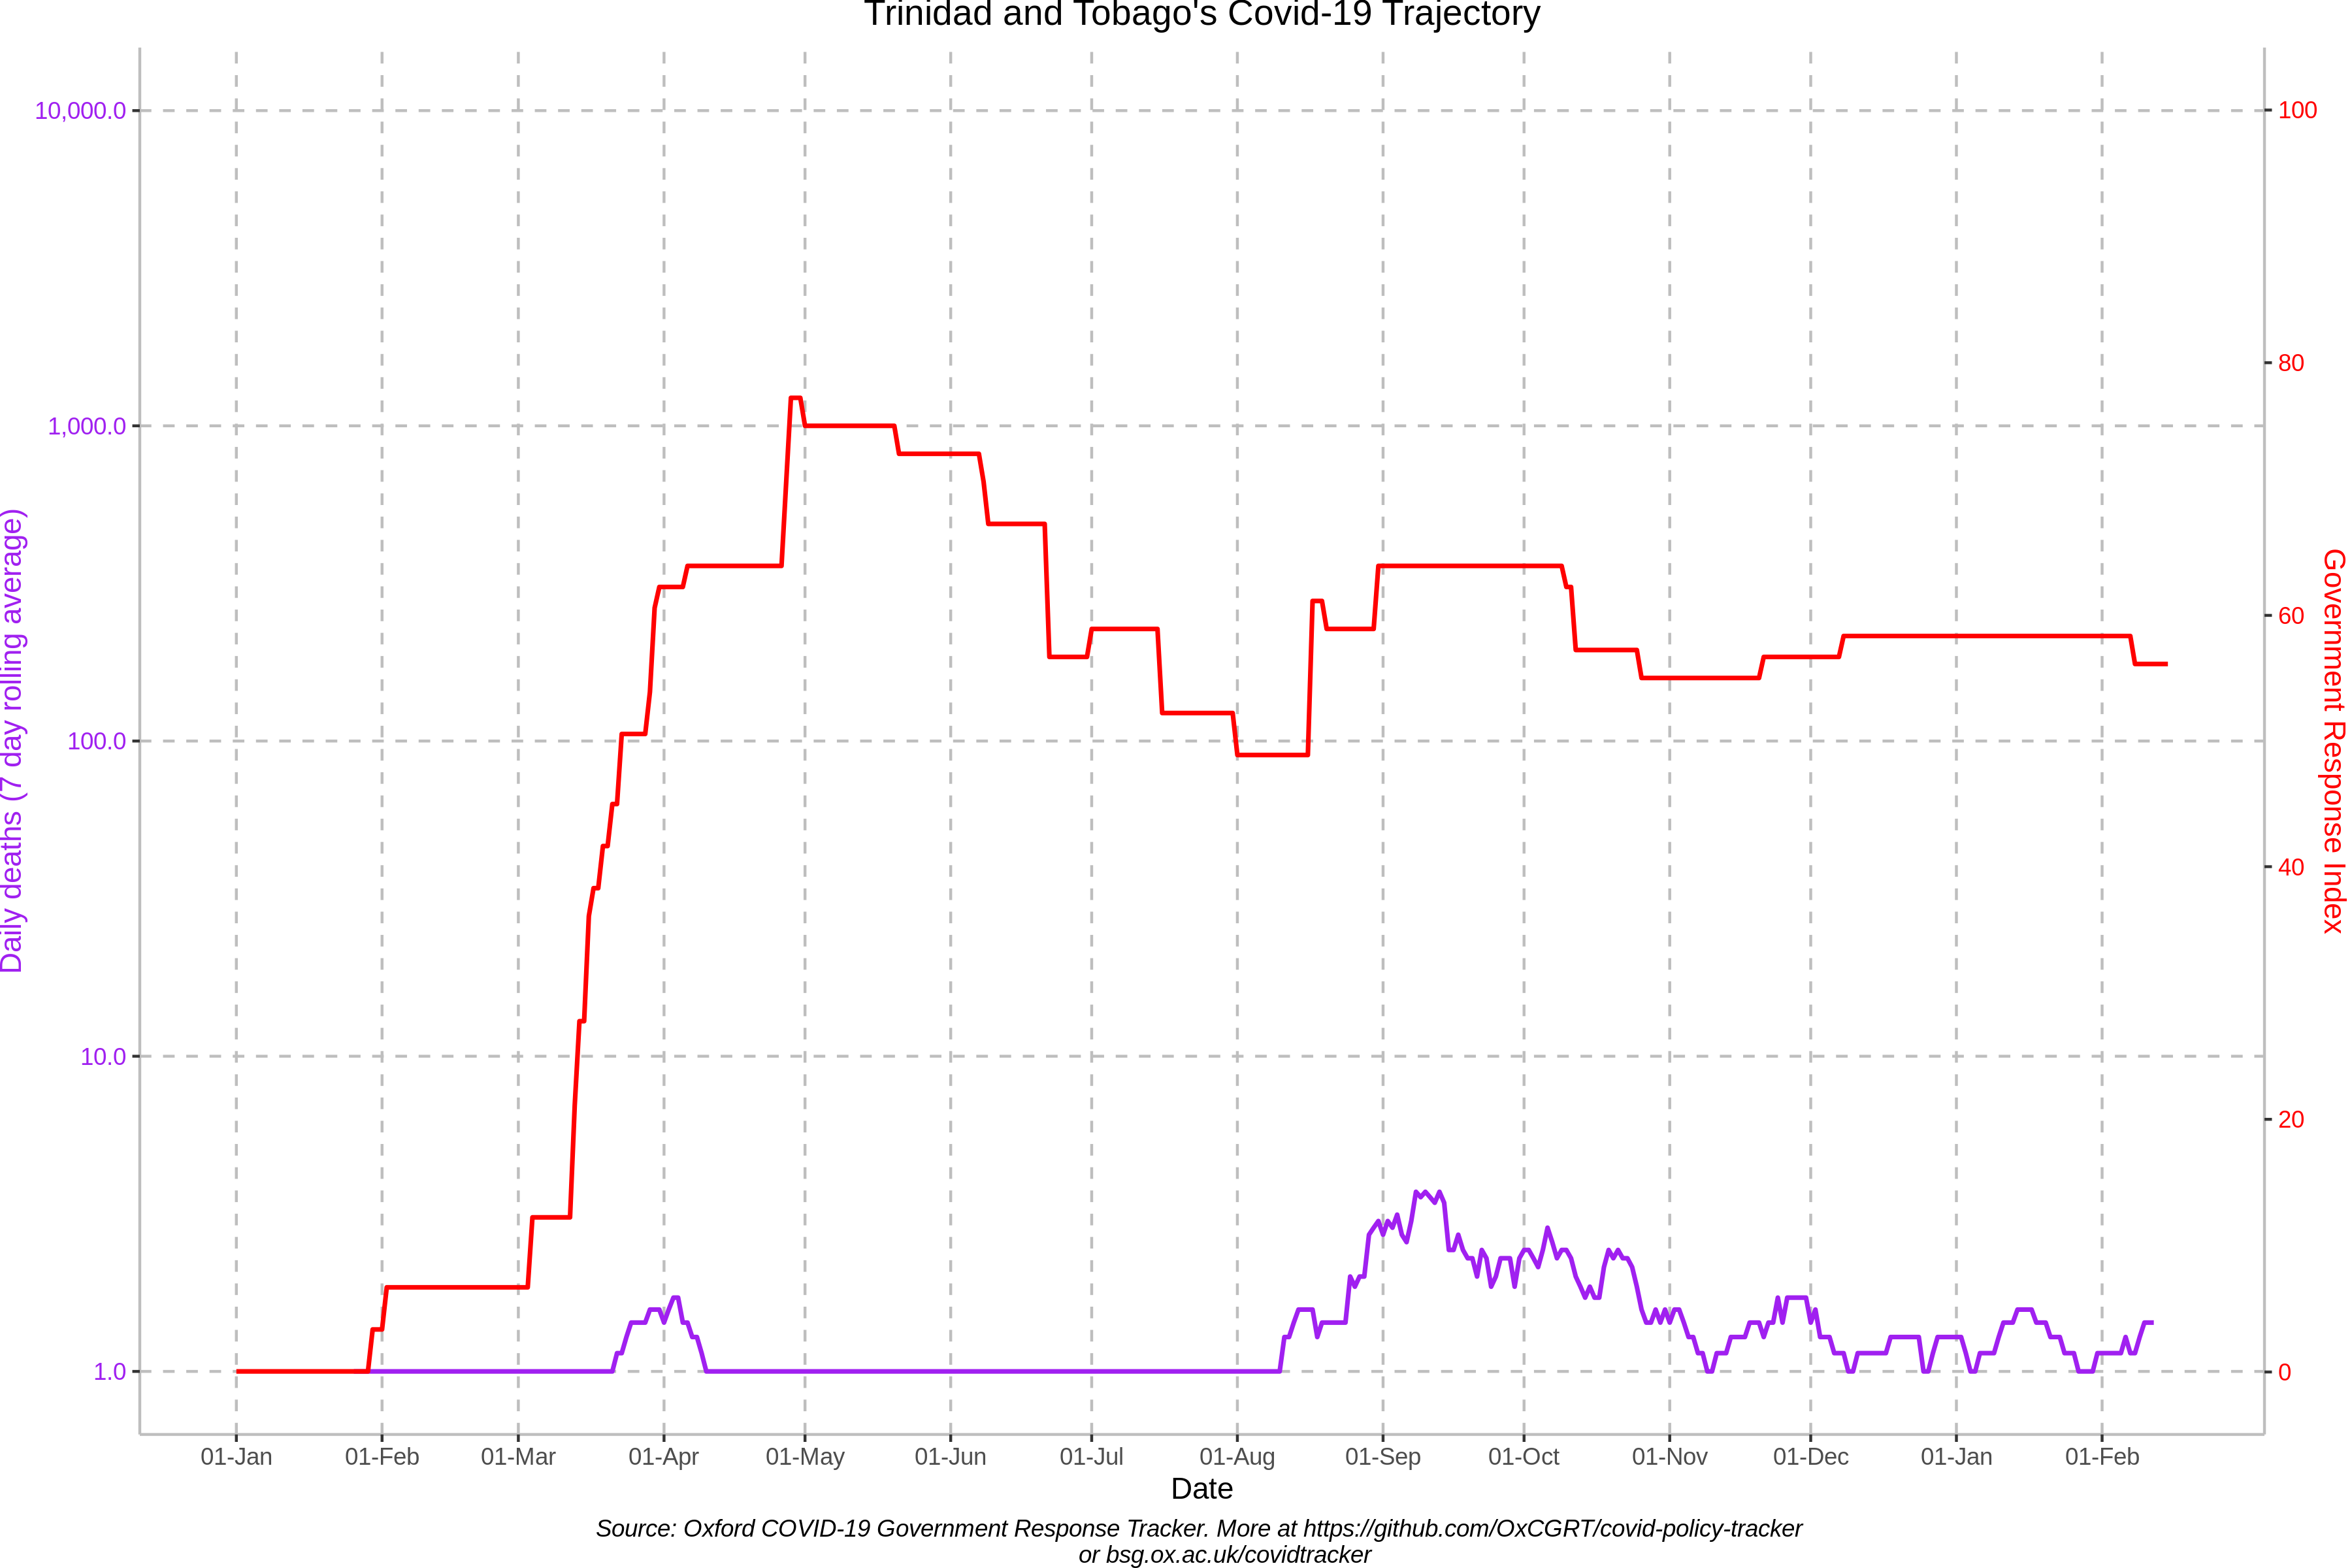 Trinidad and Tobago's Covid-19 Trajectory
10,000.0
1,000.0
100.0
10.0
1.0
Daily deaths (7 day rolling average)
100
80
60
40
20
0
Government Response Index
01-Jan 01-Feb 01-Mar 01-Apr 01-May 01-Jun 01-Jul 01-Aug 01-Sep 01-Oct 01-Nov 01-Dec 01-Jan 01-Feb
Date
Source: Oxford COVID-19 Government Response Tracker. More at https://github.com/OxCGRT/covid-policy-tracker
or bsg.ox.ac.uk/covidtracker